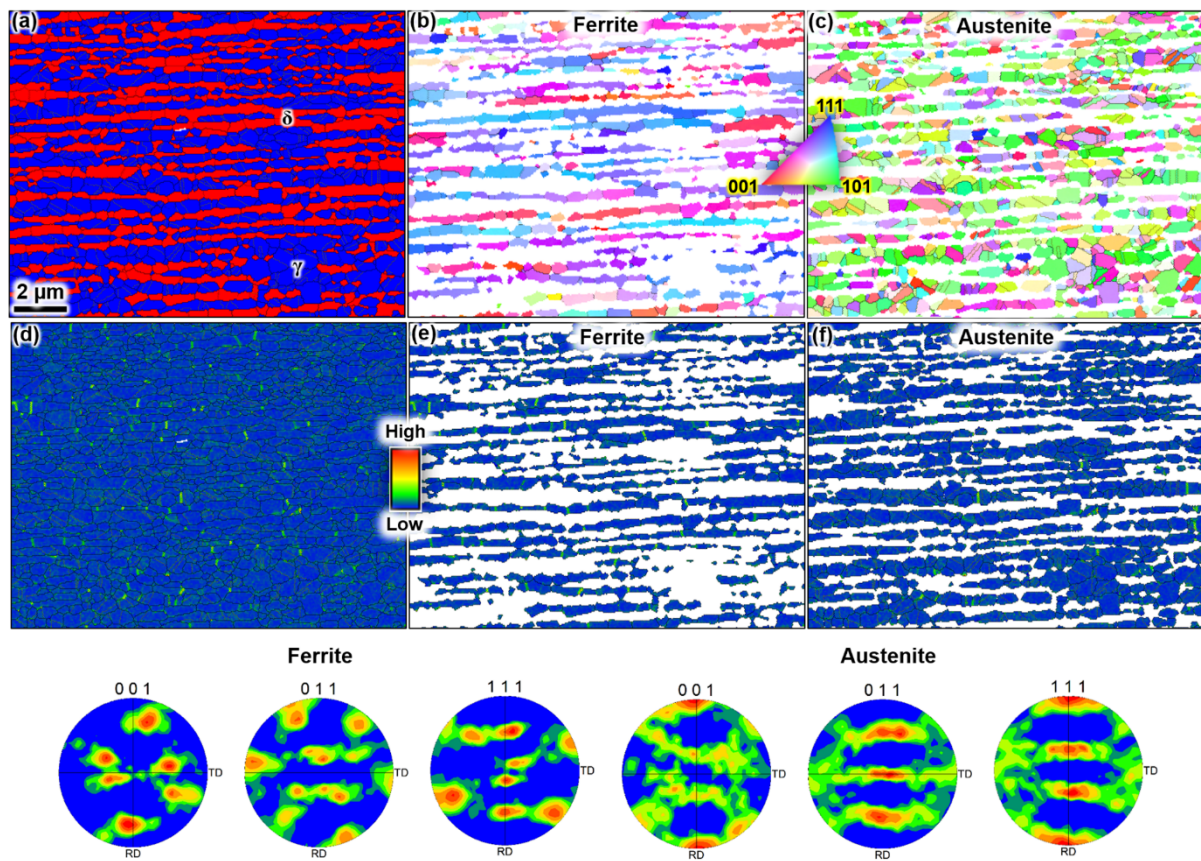 (a)
(b)
Ferrite
(c)
Austenite
δ
111
001
101
γ
2 µm
(d)
(e)
Ferrite
(f)
Austenite
High
Low
Ferrite
Austenite
0 0 1
0 1 1
1 1 1
0 0 1
0 1 1
1 1 1
TD
TD
TD
TD
TD
TD
RD
RD
RD
RD
RD
RD